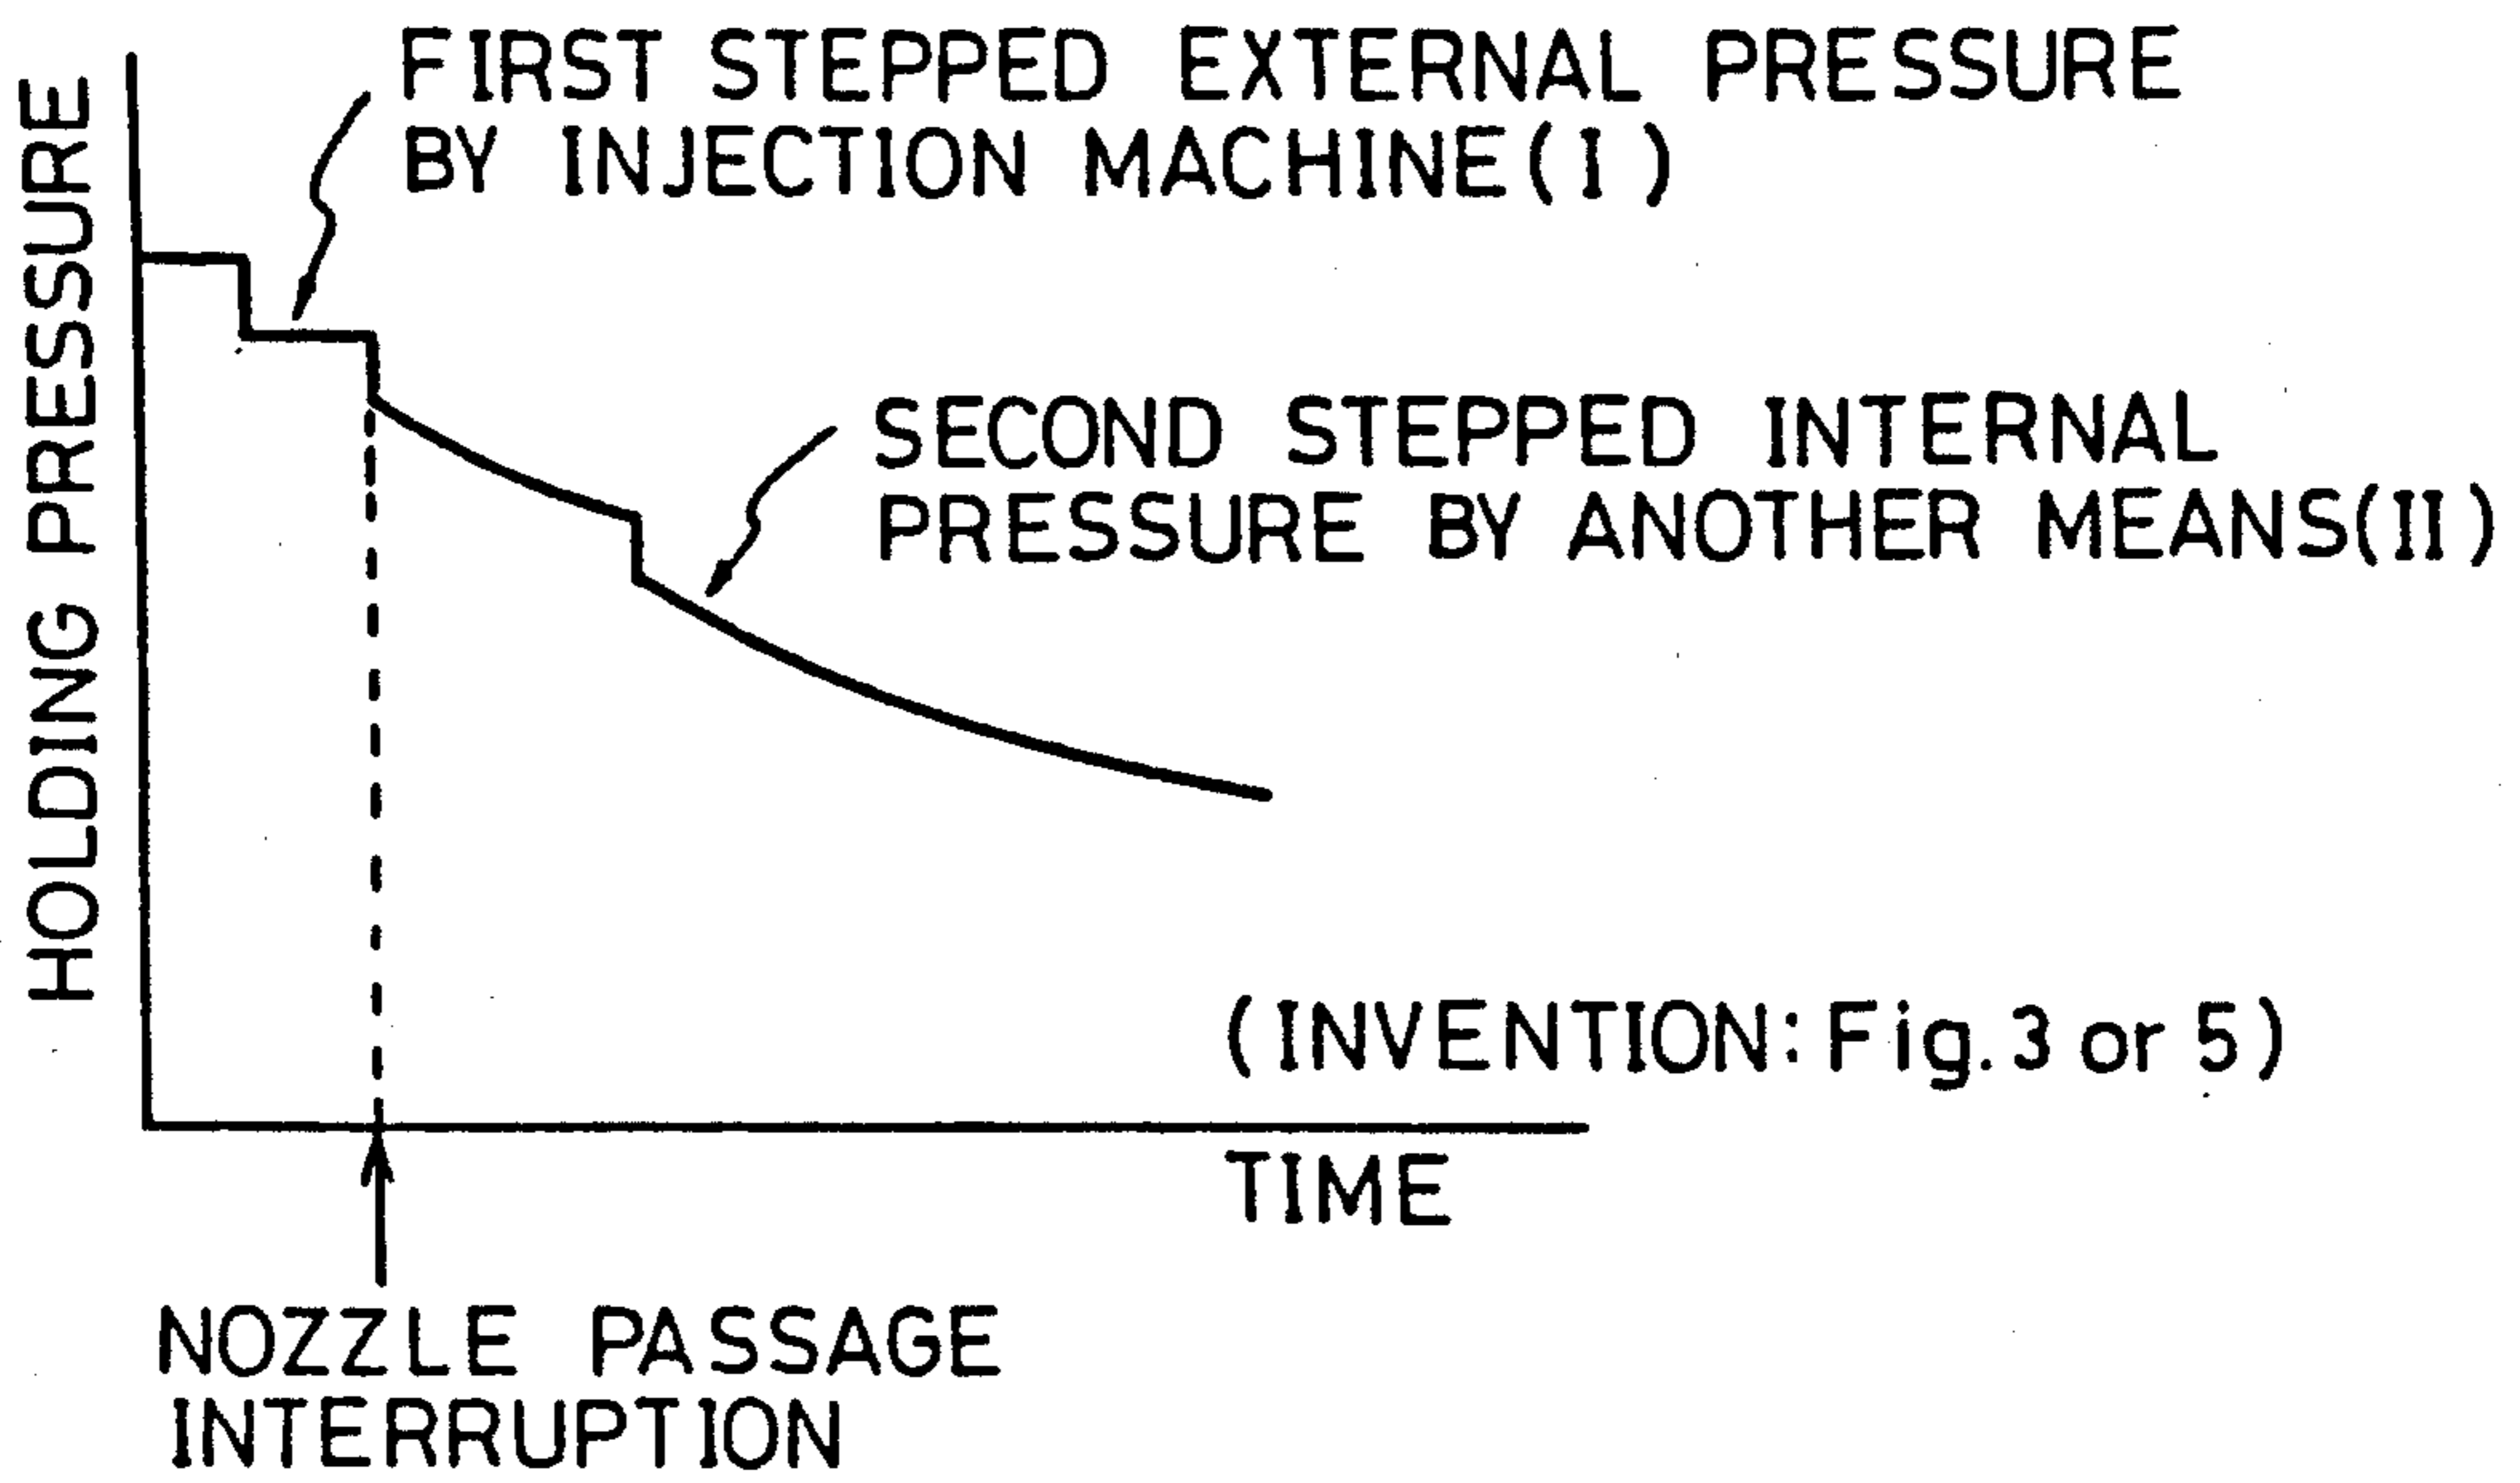 FIRST STEPPED EXTERNAL PRESSURE
BY INJECTION MACHINE(I)
HOLDING PRESSURE
SECOND STEPPED INTERNAL
PRESSURE BY ANOTHER MEANS(II)
(INVENTION: Fig. 3 or 5)
TIME
NOZZLE PASSAGE
INTERRUPTION